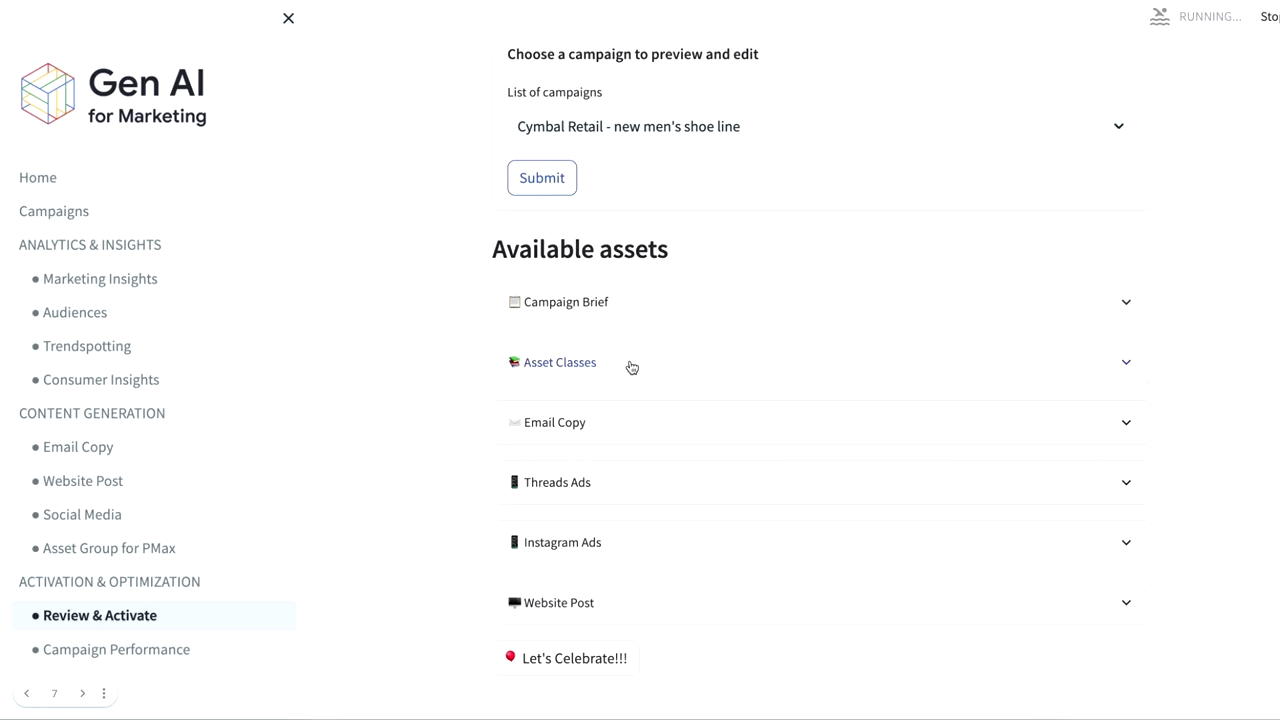 RUNNING...
Gen AI
for Marketing
Home
Campaigns
ANALYTICS & INSIGHTS
Marketing Insights
Audiences
Trendspotting
Consumer Insights
CONTENT GENERATION
Email Copy
Website Post
Social Media
Asset Group for PMax
ACTIVATION & OPTIMIZATION
Review & Activate
Campaign Performance
7
Choose a campaign to preview and edit
List of campaigns
Cymbal Retail - new men's shoe line
Submit
Available assets
Campaign Brief
Asset Classes
Email Copy
Threads Ads
Instagram Ads
Website Post
Let's Celebrate!!!